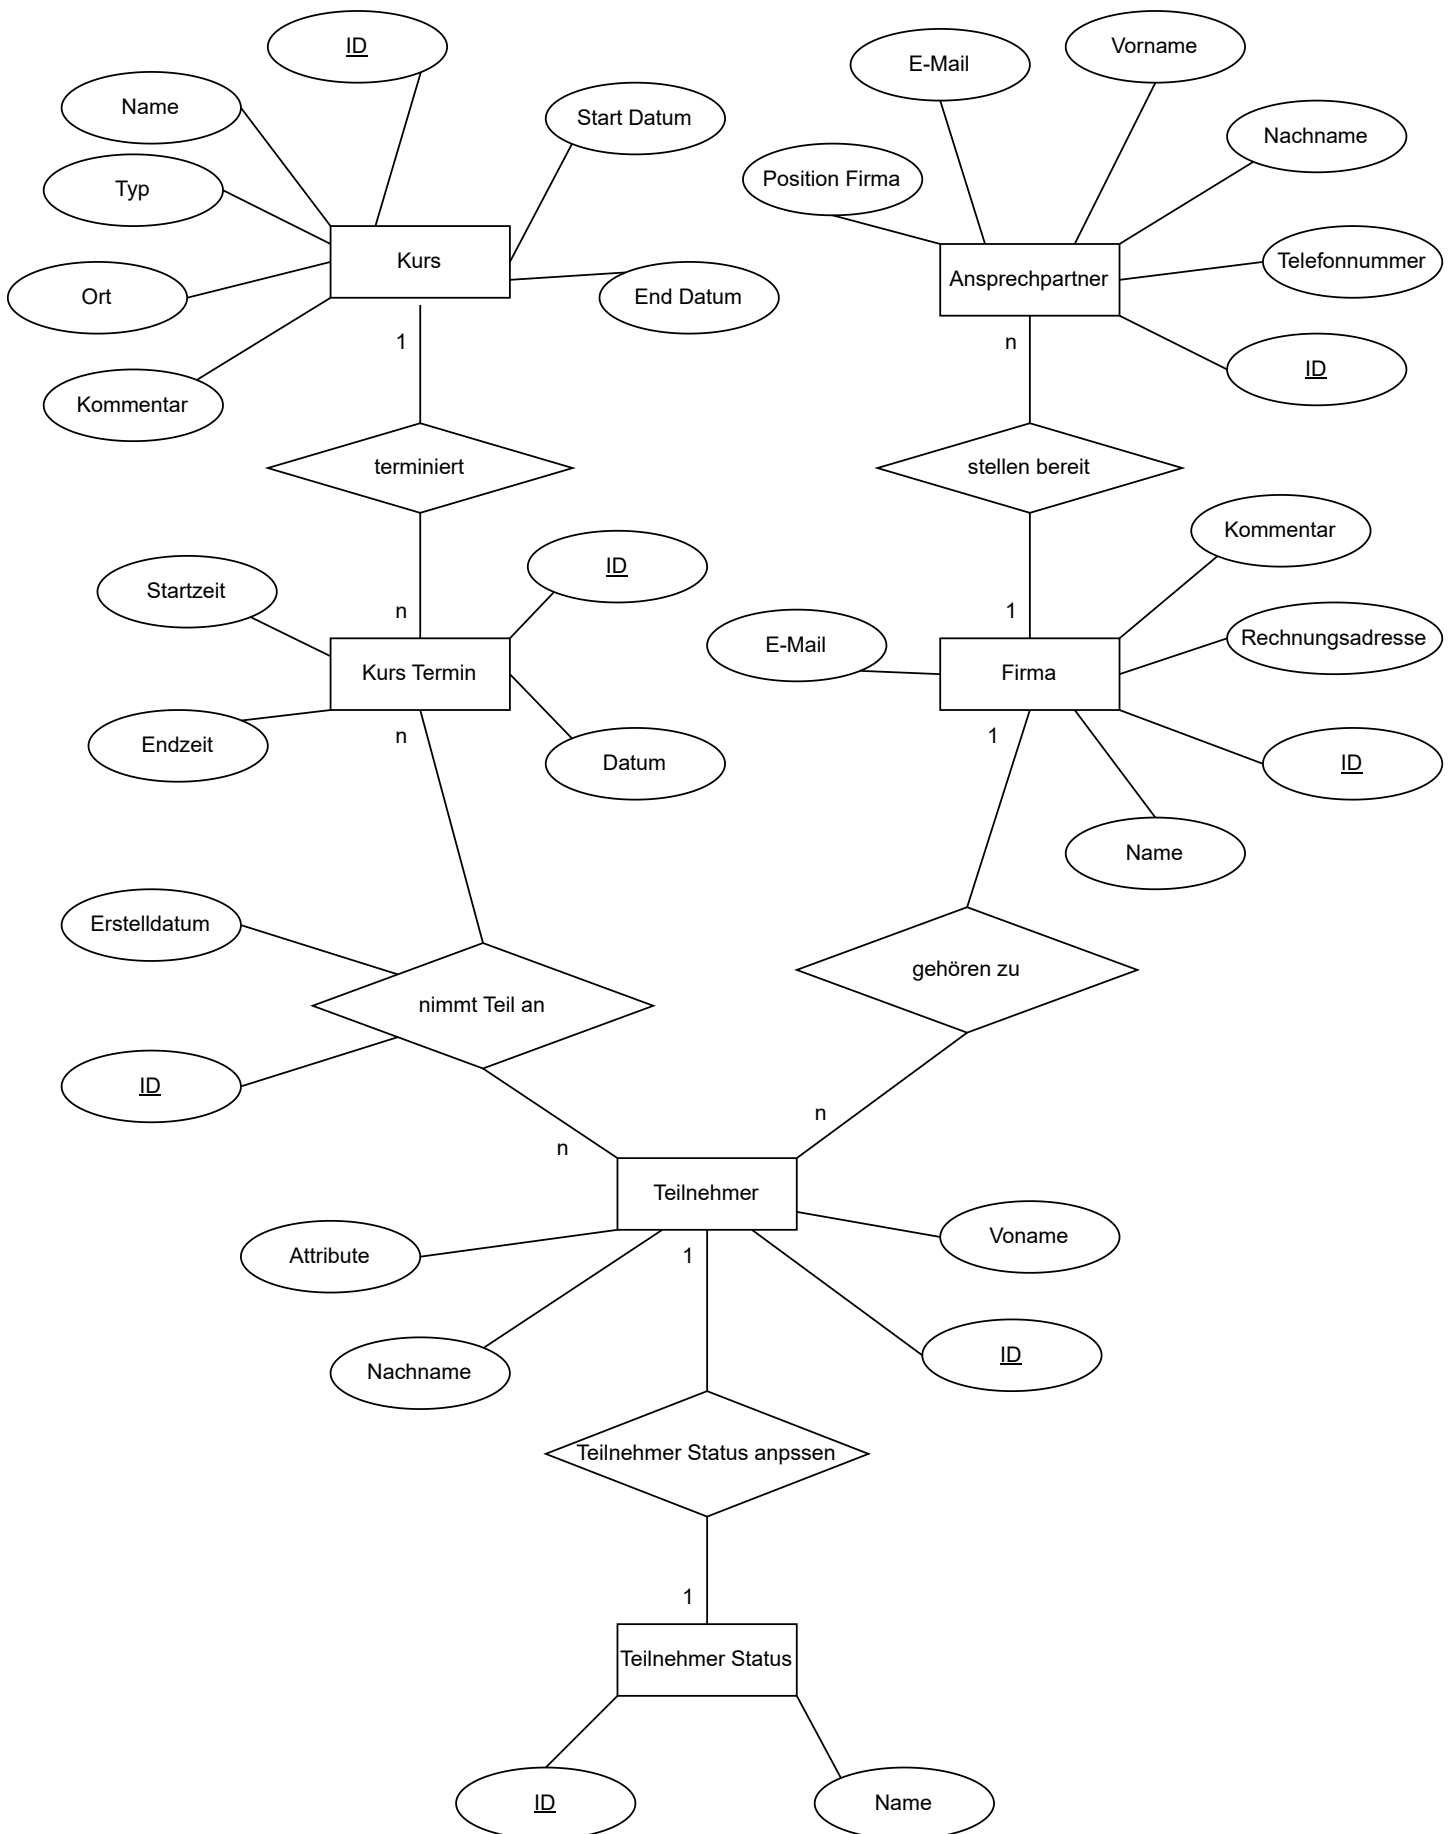 ID
Vorname
E-Mail
Name
Start Datum
Nachname
Position Firma
Typ
Kurs
Telefonnummer
Ansprechpartner
Ort
End Datum
1
n
ID
Kommentar
terminiert
stellen bereit
Kommentar
ID
Startzeit
n
1
Rechnungsadresse
E-Mail
Kurs Termin
Firma
n
1
Endzeit
Datum
ID
Name
Erstelldatum
gehören zu
nimmt Teil an
ID
n
n
Teilnehmer
Voname
Attribute
1
ID
Nachname
Teilnehmer Status anpssen
1
Teilnehmer Status
ID
Name